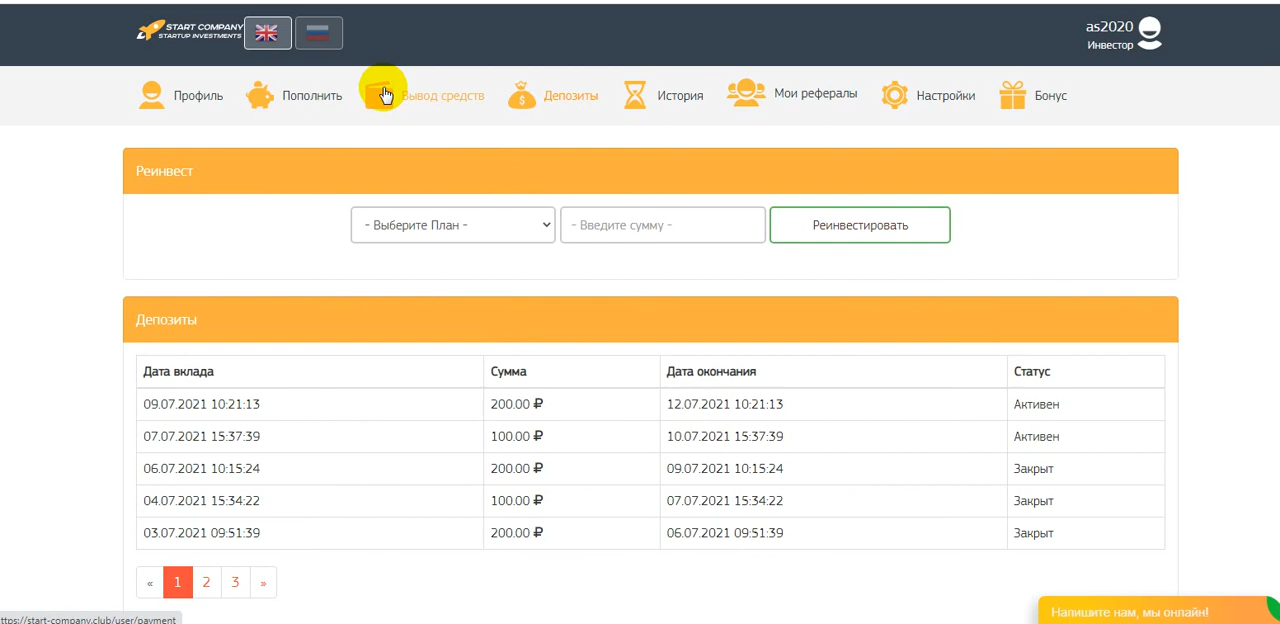 START COMPANY
STARTUP INVESTMENTS
as2020
Инвестор
Профиль
Пополнить
Вывод средств
Депозиты
История
Мои рефералы
Настройки
Бонус
Реинвест
- Выберите План -
- Введите сумму -
Реинвестировать
Депозиты
Дата вклада Сумма Дата окончания Статус
09.07.2021 10:21:13 200.00 ₽ 12.07.2021 10:21:13 Активен
07.07.2021 15:37:39 100.00 ₽ 10.07.2021 15:37:39 Активен
06.07.2021 10:15:24 200.00 ₽ 09.07.2021 10:15:24 Закрыт
04.07.2021 15:34:22 100.00 ₽ 07.07.2021 15:34:22 Закрыт
03.07.2021 09:51:39 200.00 ₽ 06.07.2021 09:51:39 Закрыт
« 1 2 3 »
Напишите нам, мы онлайн!
ttps://start-company.club/user/payment